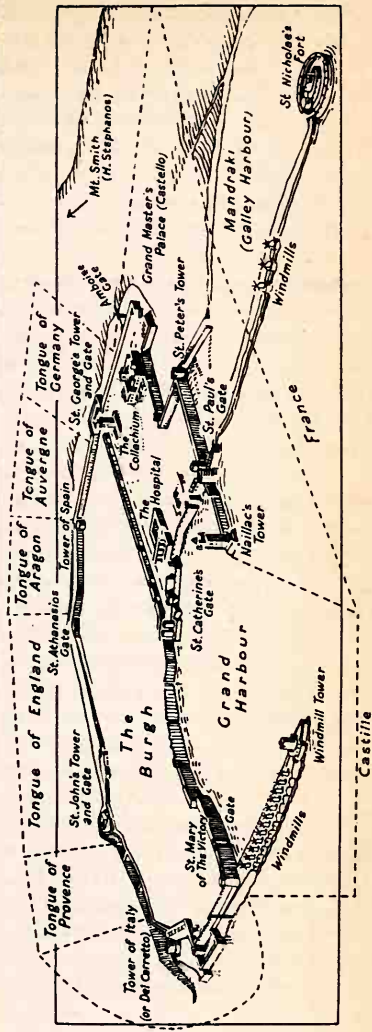 Tongue of
Provence
Tongue of England
Tongue of
Aragon
Tongue of
Auvergne
Tongue of
Germany
Mt. Smith
(H. Stephanos)
Tower of Italy
(or Del Carretto)
St. John's Tower
and Gate
St. Athanasios
Gate
Tower of Spain
St. George's Tower
and Gate
Amboise
Gate
Grand Master's
Palace (Castello)
The
Collachium
The
Burgh
The Hospital
St. Peter's Tower
St. Paul's
Gate
Mandraki
(Galley Harbour)
St Nicholas's
Fort
Windmills
St. Mary
of The Victory
Gate
St. Catherine's
Gate
Naillac's
Tower
Grand
Harbour
France
Windmills
Windmill Tower
Castille